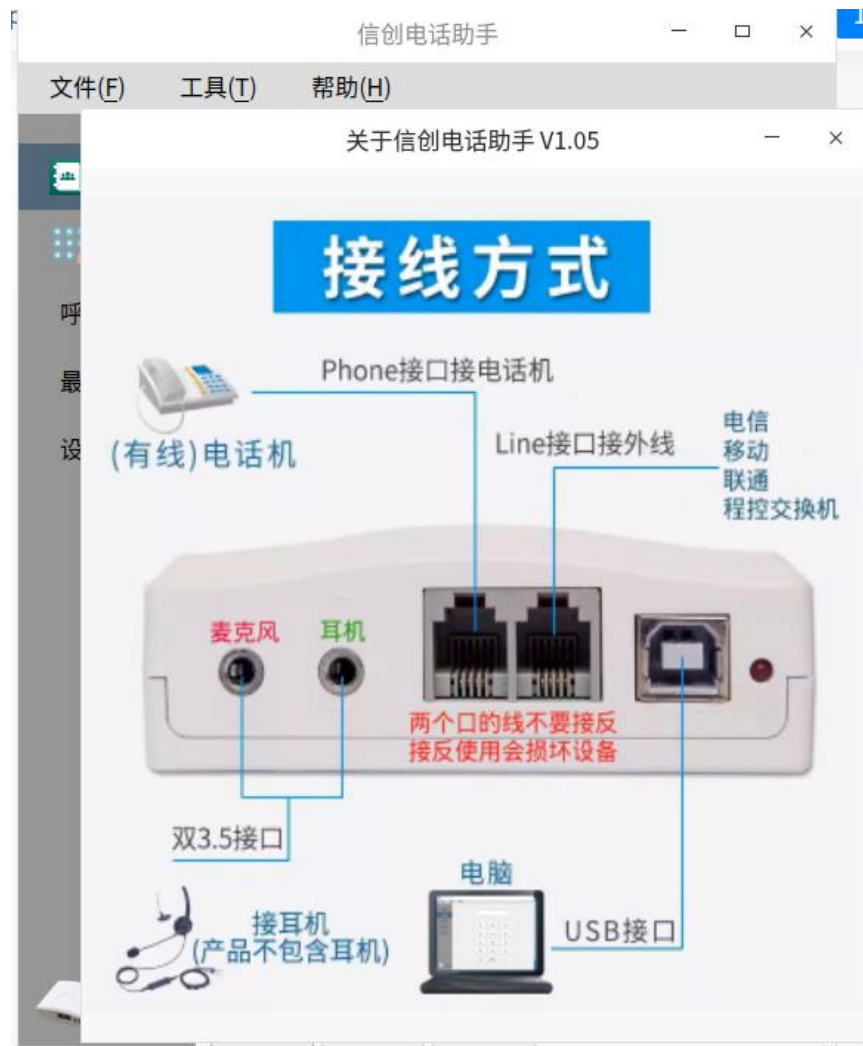 信创电话助手
文件(F) 工具(T) 帮助(H)
关于信创电话助手 V1.05
接线方式
Phone接口接电话机
(有线)电话机
Line接口接外线
电信
移动
联通
程控交换机
呼
最
设
麦克风
耳机
两个口的线不要接反
接反使用会损坏设备
双3.5接口
接耳机
(产品不包含耳机)
电脑
USB接口